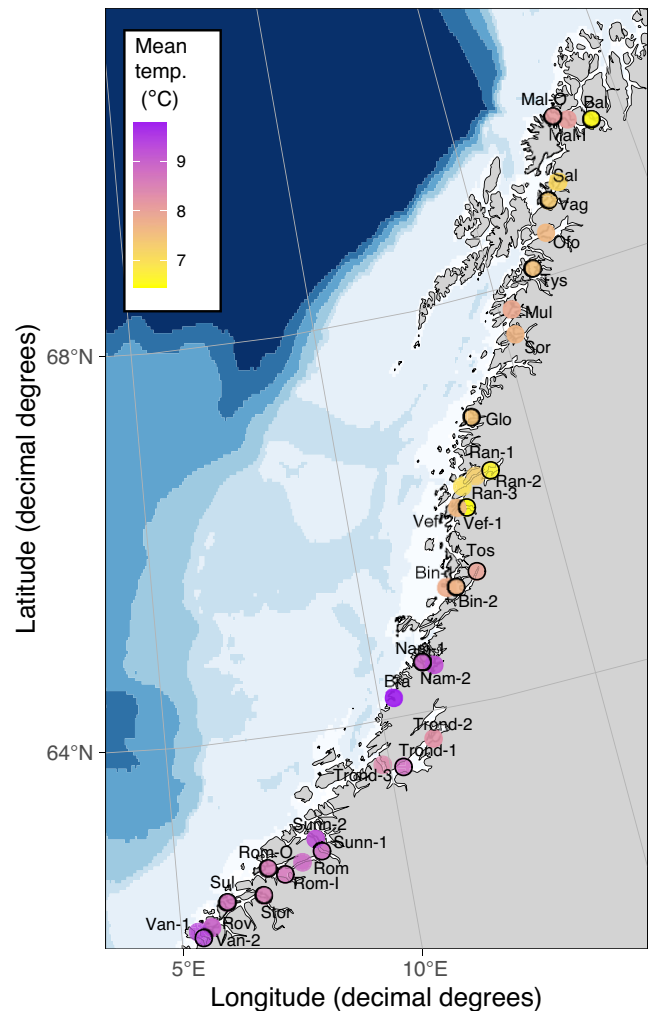 Mean
temp.
(°C)
9
8
7
Mal-O
Bal
Mal-1
Sal
Vag
Ofo
Tys
Mul
Sor
68°N
Glo
Ran-1
Ran-2
Ran-3
Vef-2
Vef-1
Tos
Bin-1
Bin-2
Nam-1
Nam-2
Bra
Trond-2
Trond-1
Trond-3
64°N
Sunn-2
Sunn-1
Rom-O
Rom
Rom-I
Sul
Stor
Van-1
Rov
Van-2
5°E
10°E
Longitude (decimal degrees)
Latitude (decimal degrees)